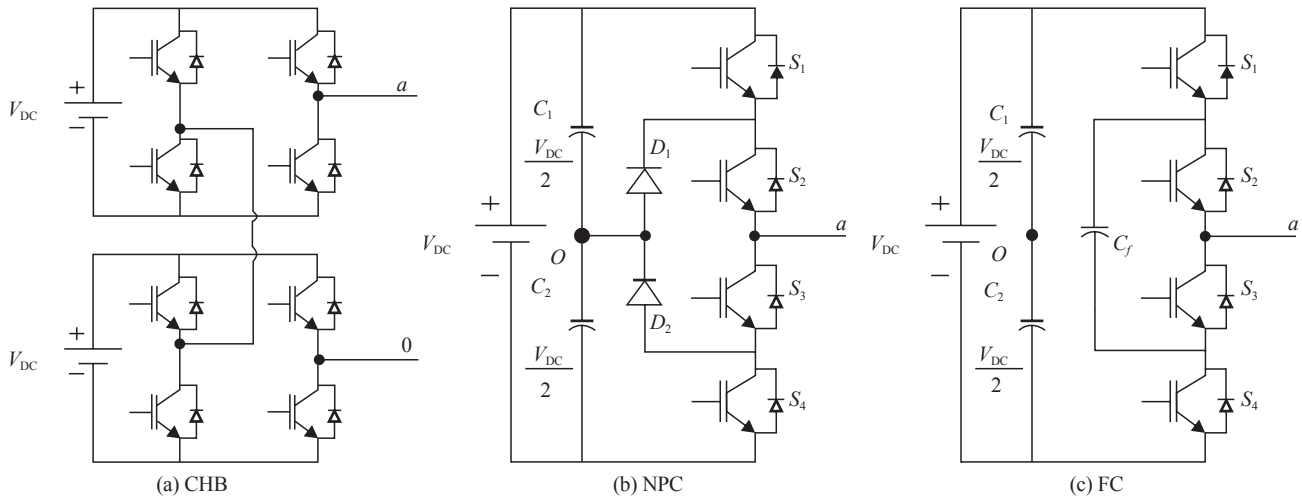 V_DC
+
−
a
V_DC
+
−
0
(a) CHB
V_DC
+
−
C_1
V_DC
2
O
C_2
V_DC
2
D_1
D_2
S_1
S_2
a
S_3
S_4
(b) NPC
V_DC
+
−
C_1
V_DC
2
O
C_2
V_DC
2
C_f
S_1
S_2
a
S_3
S_4
(c) FC